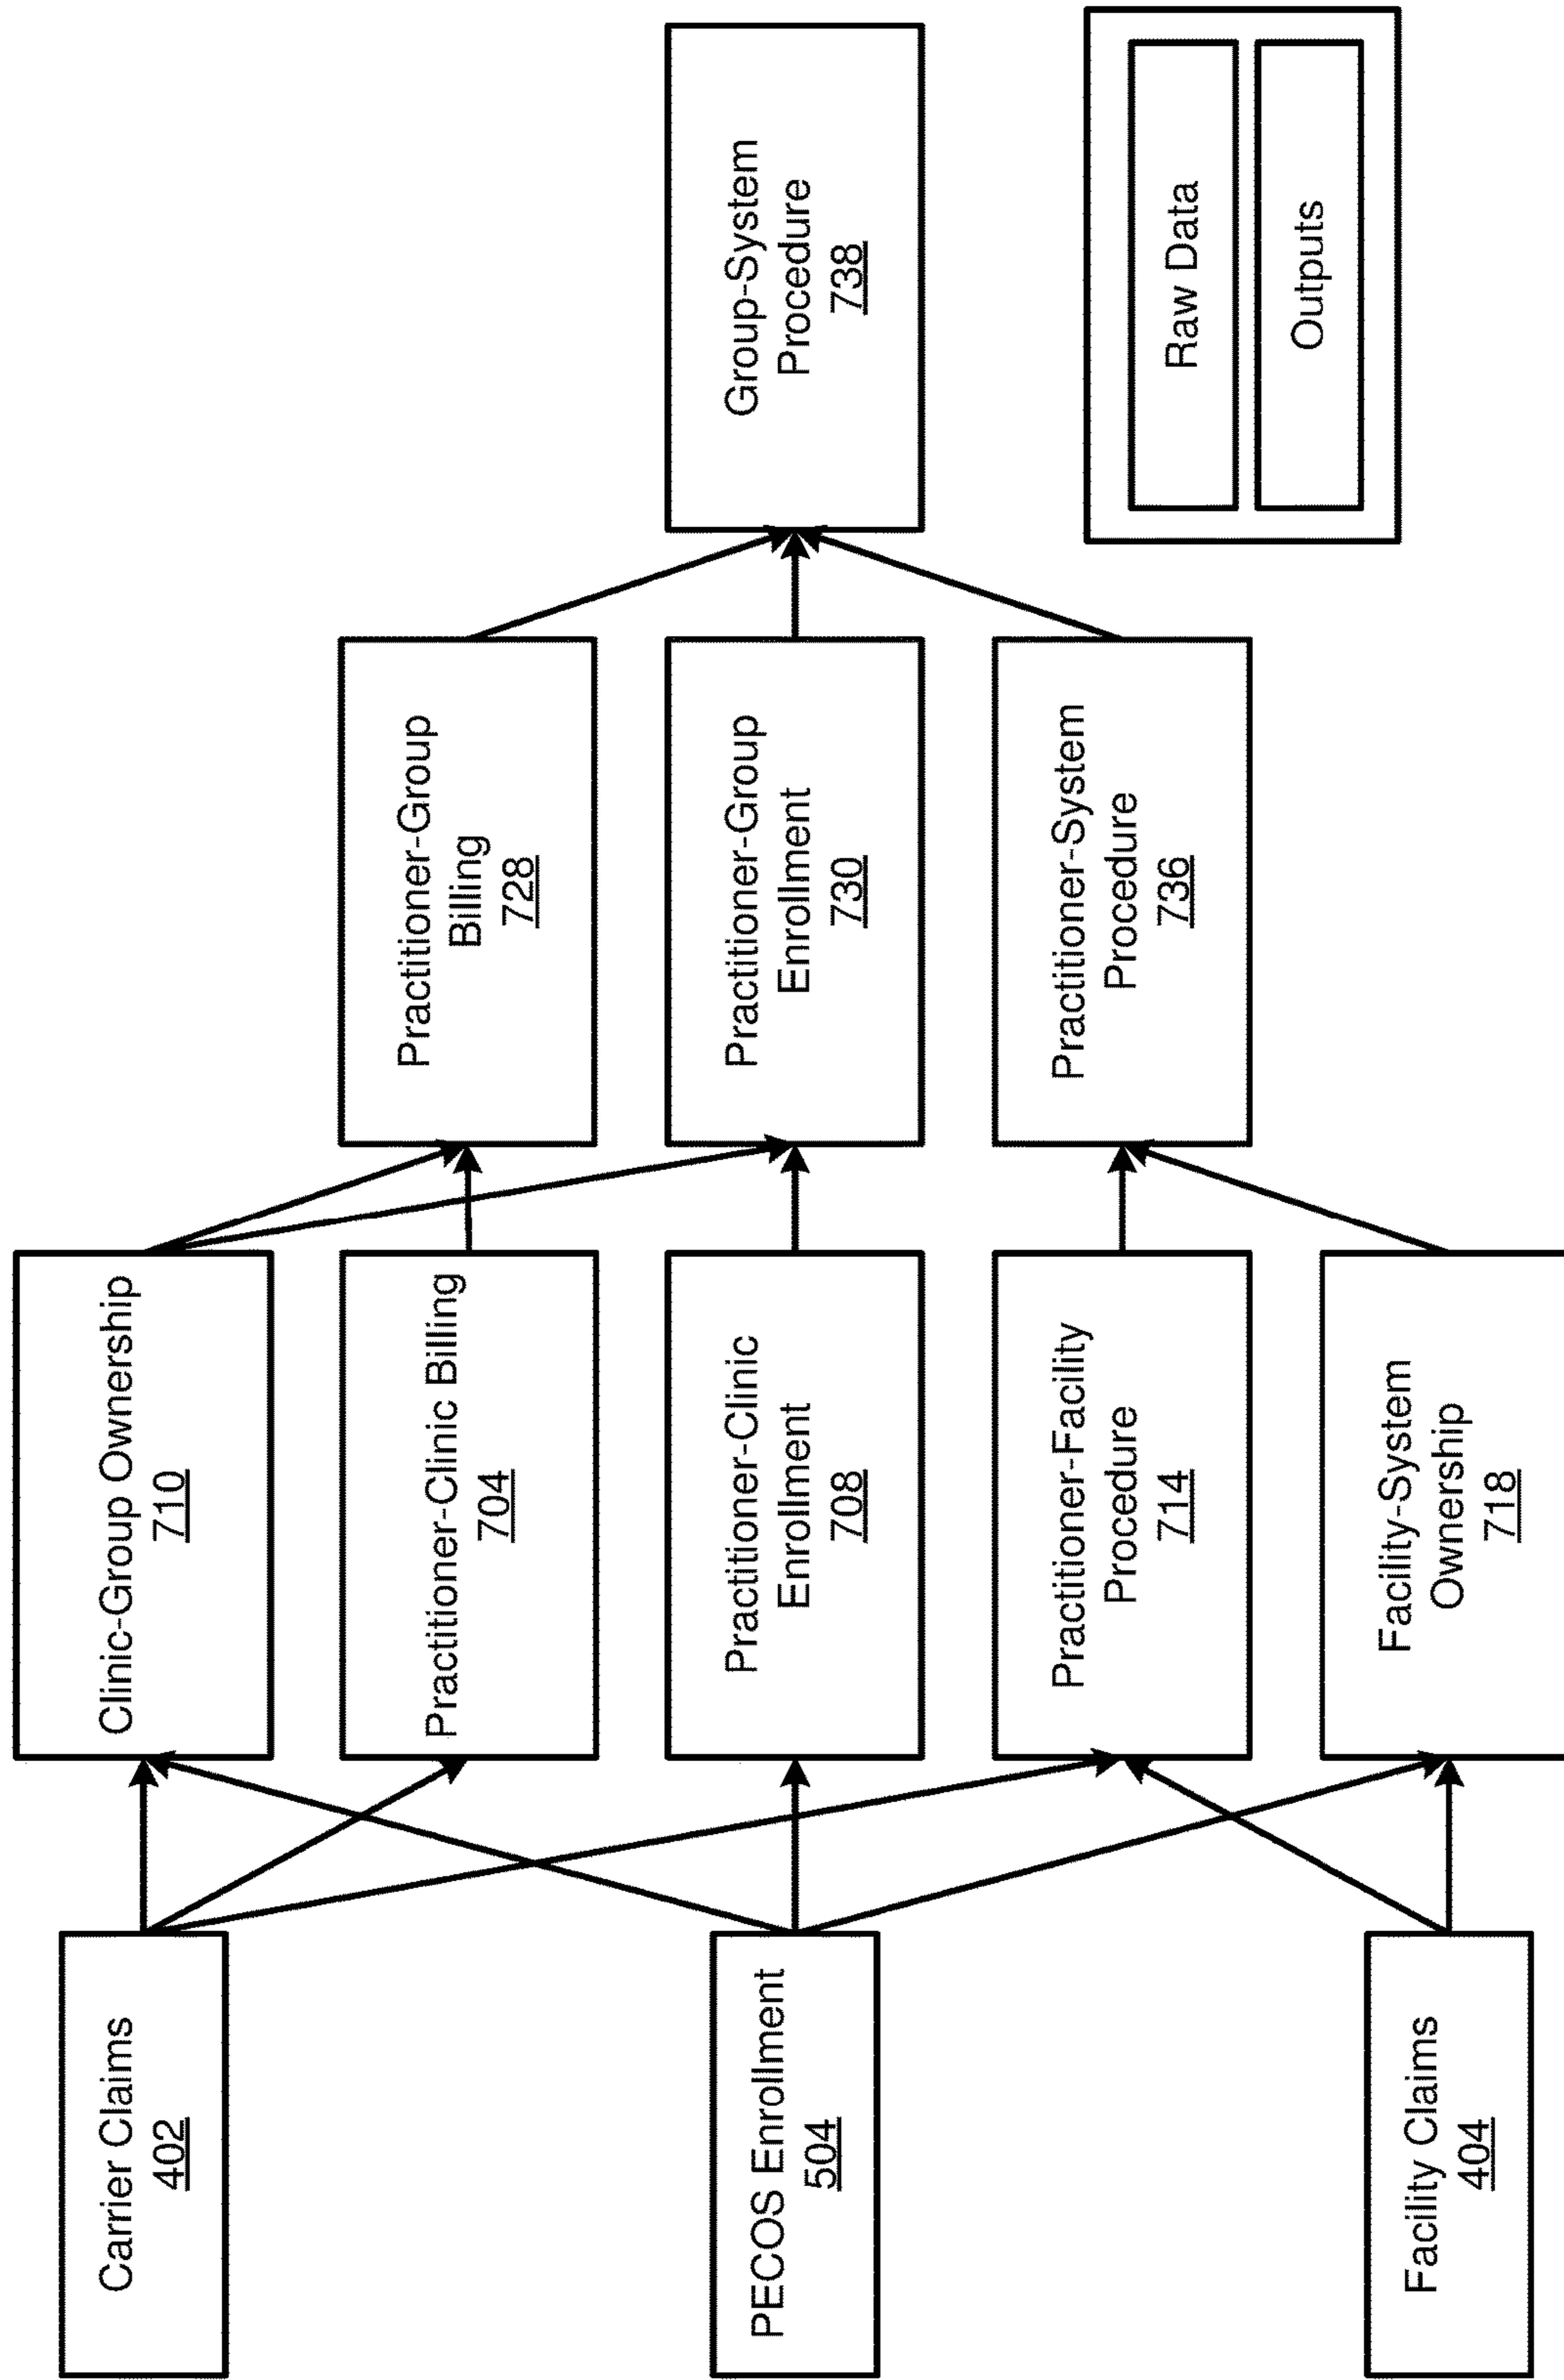 Carrier Claims
402
PECOS Enrollment
504
Facility Claims
404
Clinic-Group Ownership
710
Practitioner-Clinic Billing
704
Practitioner-Clinic
Enrollment
708
Practitioner-Facility
Procedure
714
Facility-System
Ownership
718
Practitioner-Group
Billing
728
Practitioner-Group
Enrollment
730
Practitioner-System
Procedure
736
Group-System
Procedure
738
Raw Data
Outputs